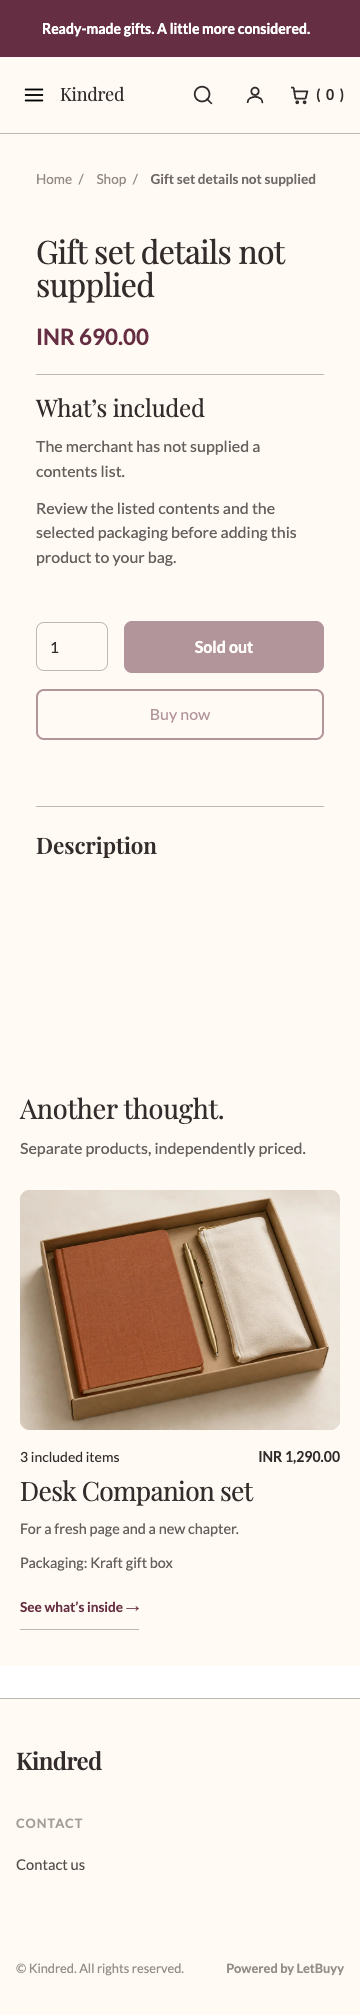 Ready-made gifts. A little more considered.
Kindred
( 0 )
Home / Shop / Gift set details not supplied
Gift set details not
supplied
INR 690.00
What’s included
The merchant has not supplied a
contents list.
Review the listed contents and the
selected packaging before adding this
product to your bag.
1
Sold out
Buy now
Description
Another thought.
Separate products, independently priced.
3 included items
INR 1,290.00
Desk Companion set
For a fresh page and a new chapter.
Packaging: Kraft gift box
See what’s inside →
Kindred
CONTACT
Contact us
© Kindred. All rights reserved.
Powered by LetBuyy